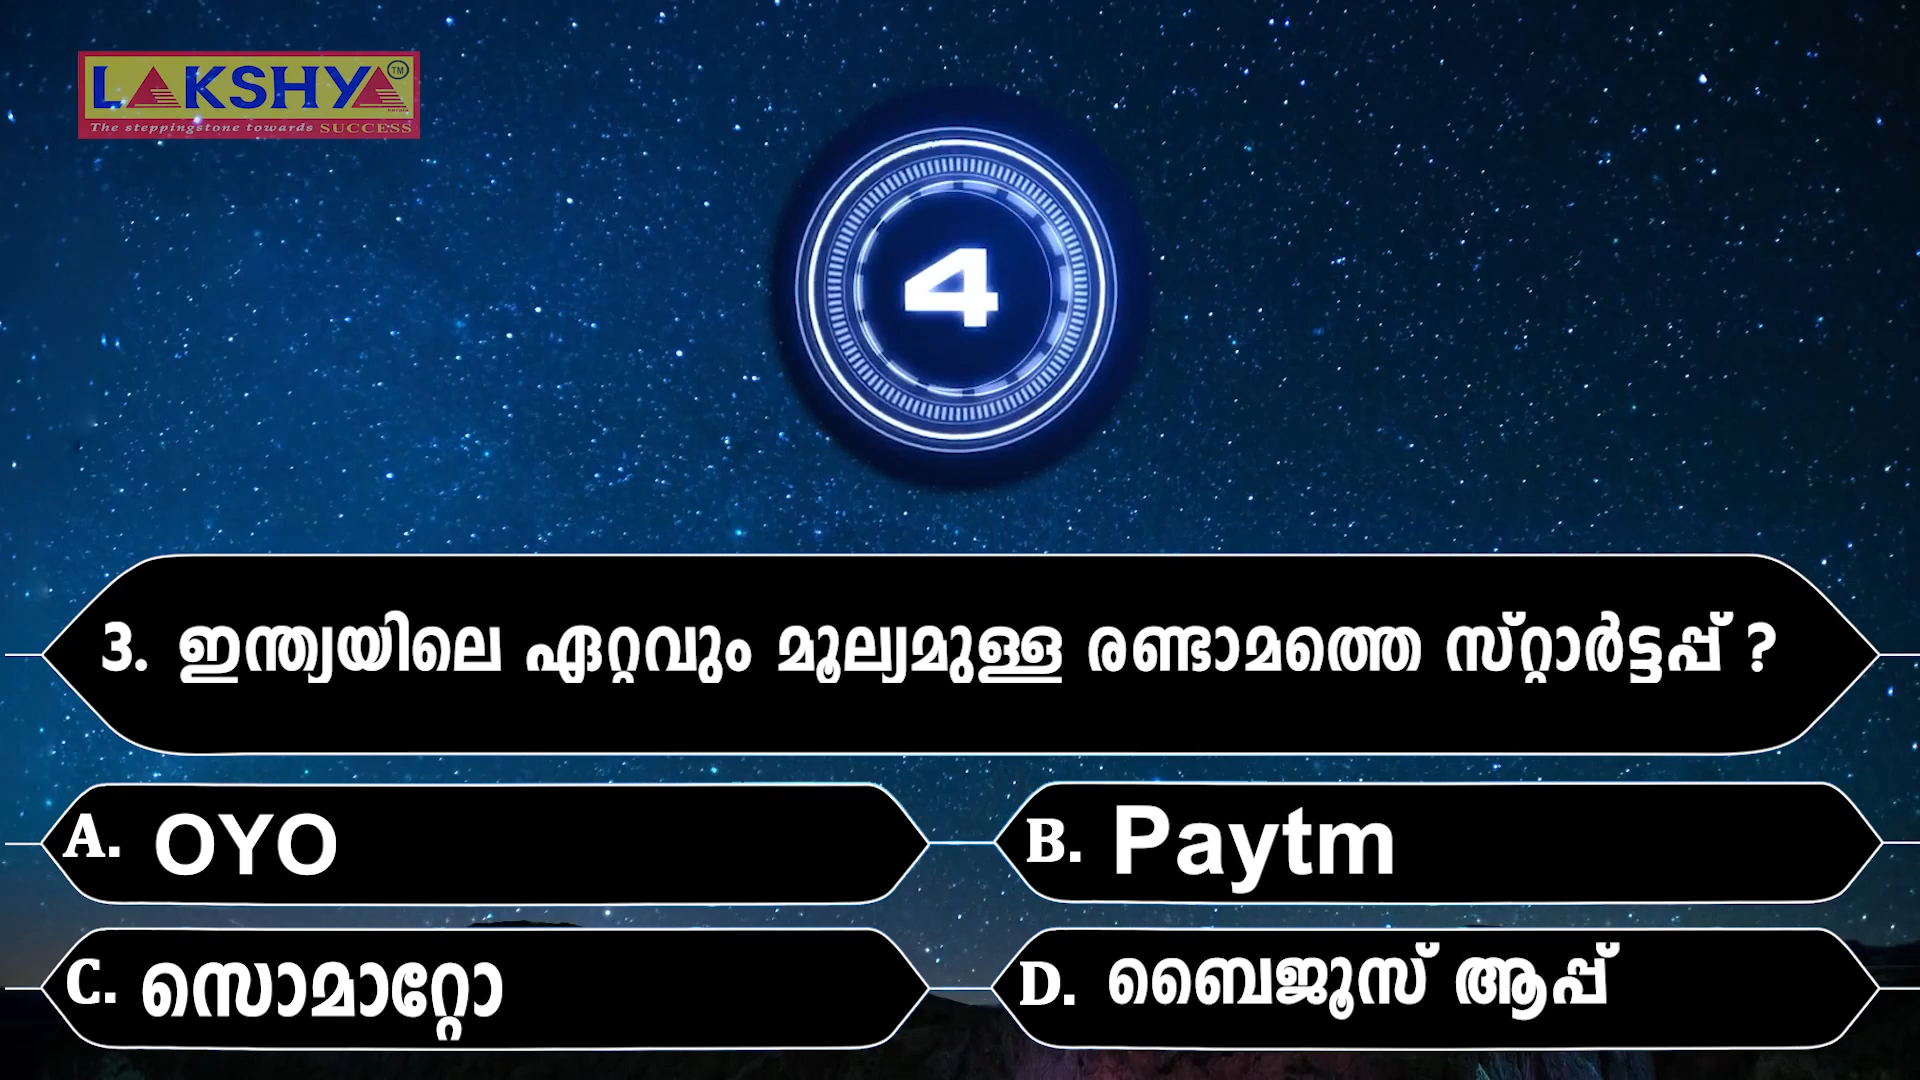 LAKSHYA TM
The steppingstone towards SUCCESS
4
3. ഇന്ത്യയിലെ ഏറ്റവും മൂല്യമുള്ള രണ്ടാമത്തെ സ്റ്റാർട്ടപ്പ് ?
A. OYO
B. Paytm
C. സൊമാറ്റോ
D. ബൈജൂസ് ആപ്പ്